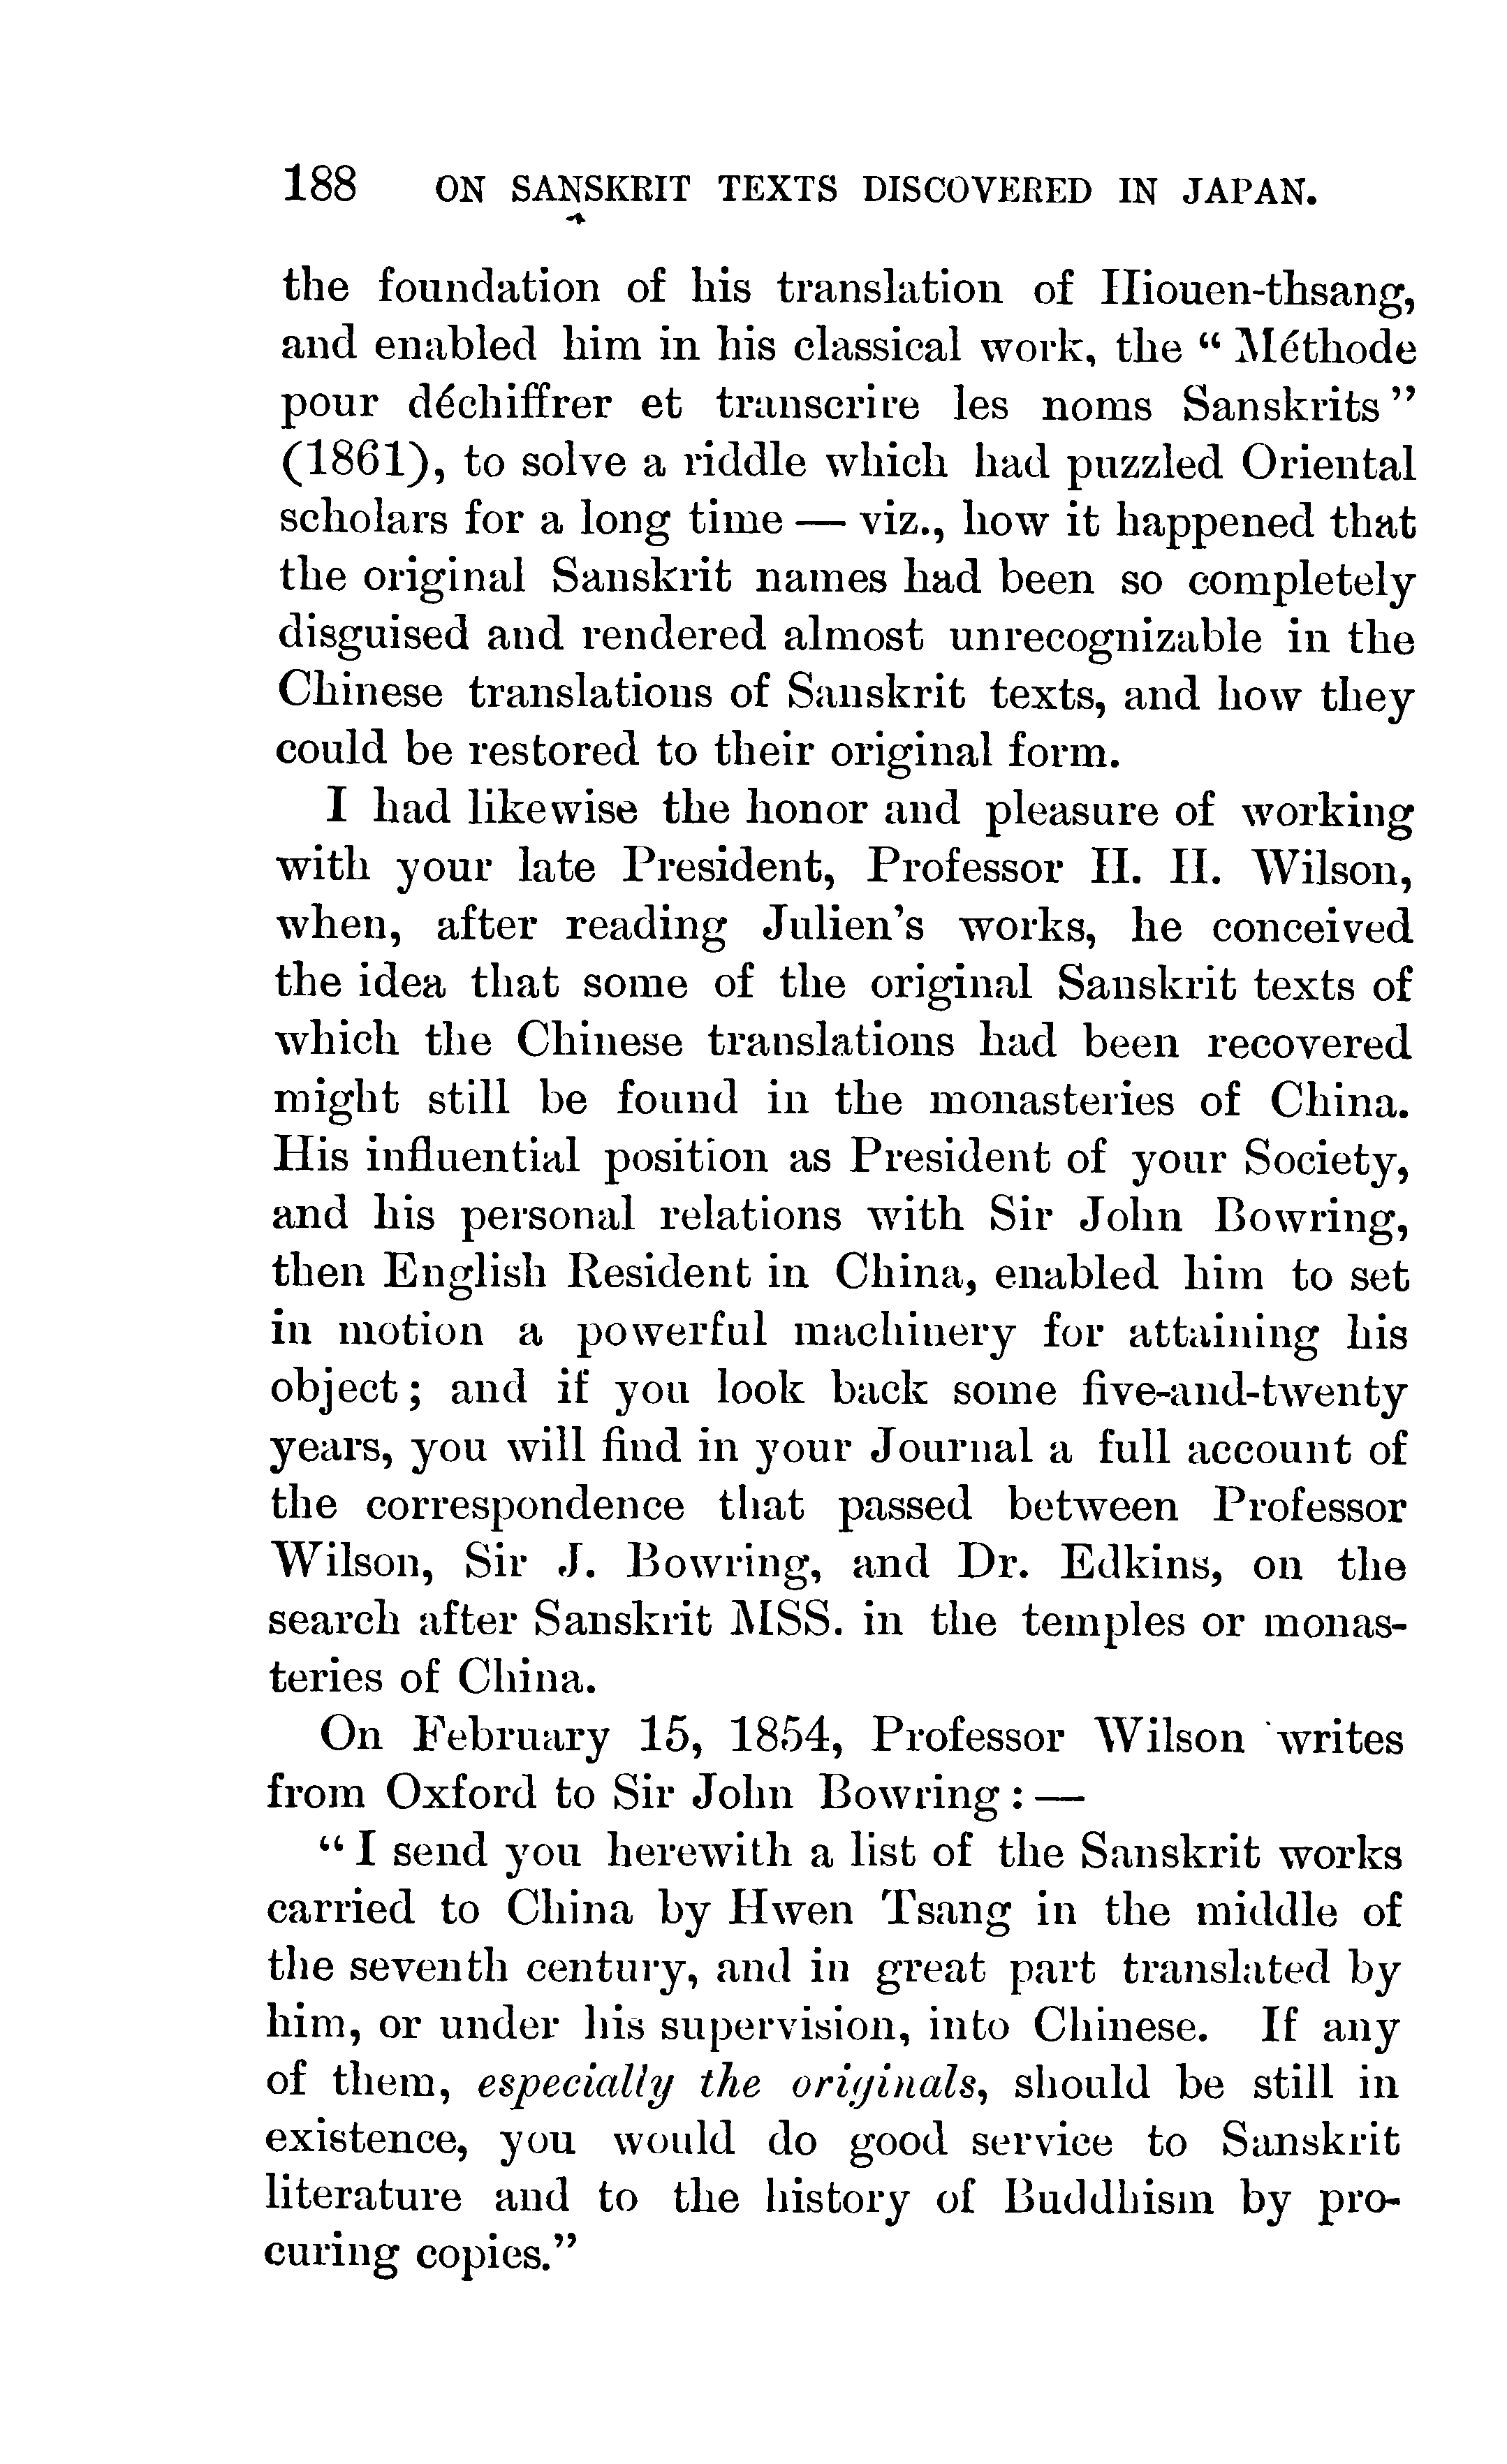 188 ON SANSKRIT TEXTS DISCOVERED IN JAPAN.
the foundation of his translation of Hiouen-thsang,
and enabled him in his classical work, the “ Méthode
pour déchiffrer et transcrire les noms Sanskrits ”
(1861), to solve a riddle which had puzzled Oriental
scholars for a long time — viz., how it happened that
the original Sanskrit names had been so completely
disguised and rendered almost unrecognizable in the
Chinese translations of Sanskrit texts, and how they
could be restored to their original form.
I had likewise the honor and pleasure of working
with your late President, Professor H. H. Wilson,
when, after reading Julien’s works, he conceived
the idea that some of the original Sanskrit texts of
which the Chinese translations had been recovered
might still be found in the monasteries of China.
His influential position as President of your Society,
and his personal relations with Sir John Bowring,
then English Resident in China, enabled him to set
in motion a powerful machinery for attaining his
object; and if you look back some five-and-twenty
years, you will find in your Journal a full account of
the correspondence that passed between Professor
Wilson, Sir J. Bowring, and Dr. Edkins, on the
search after Sanskrit MSS. in the temples or monas-
teries of China.
On February 15, 1854, Professor Wilson writes
from Oxford to Sir John Bowring : —
“ I send you herewith a list of the Sanskrit works
carried to China by Hwen Tsang in the middle of
the seventh century, and in great part translated by
him, or under his supervision, into Chinese. If any
of them, especially the originals, should be still in
existence, you would do good service to Sanskrit
literature and to the history of Buddhism by pro-
curing copies.”